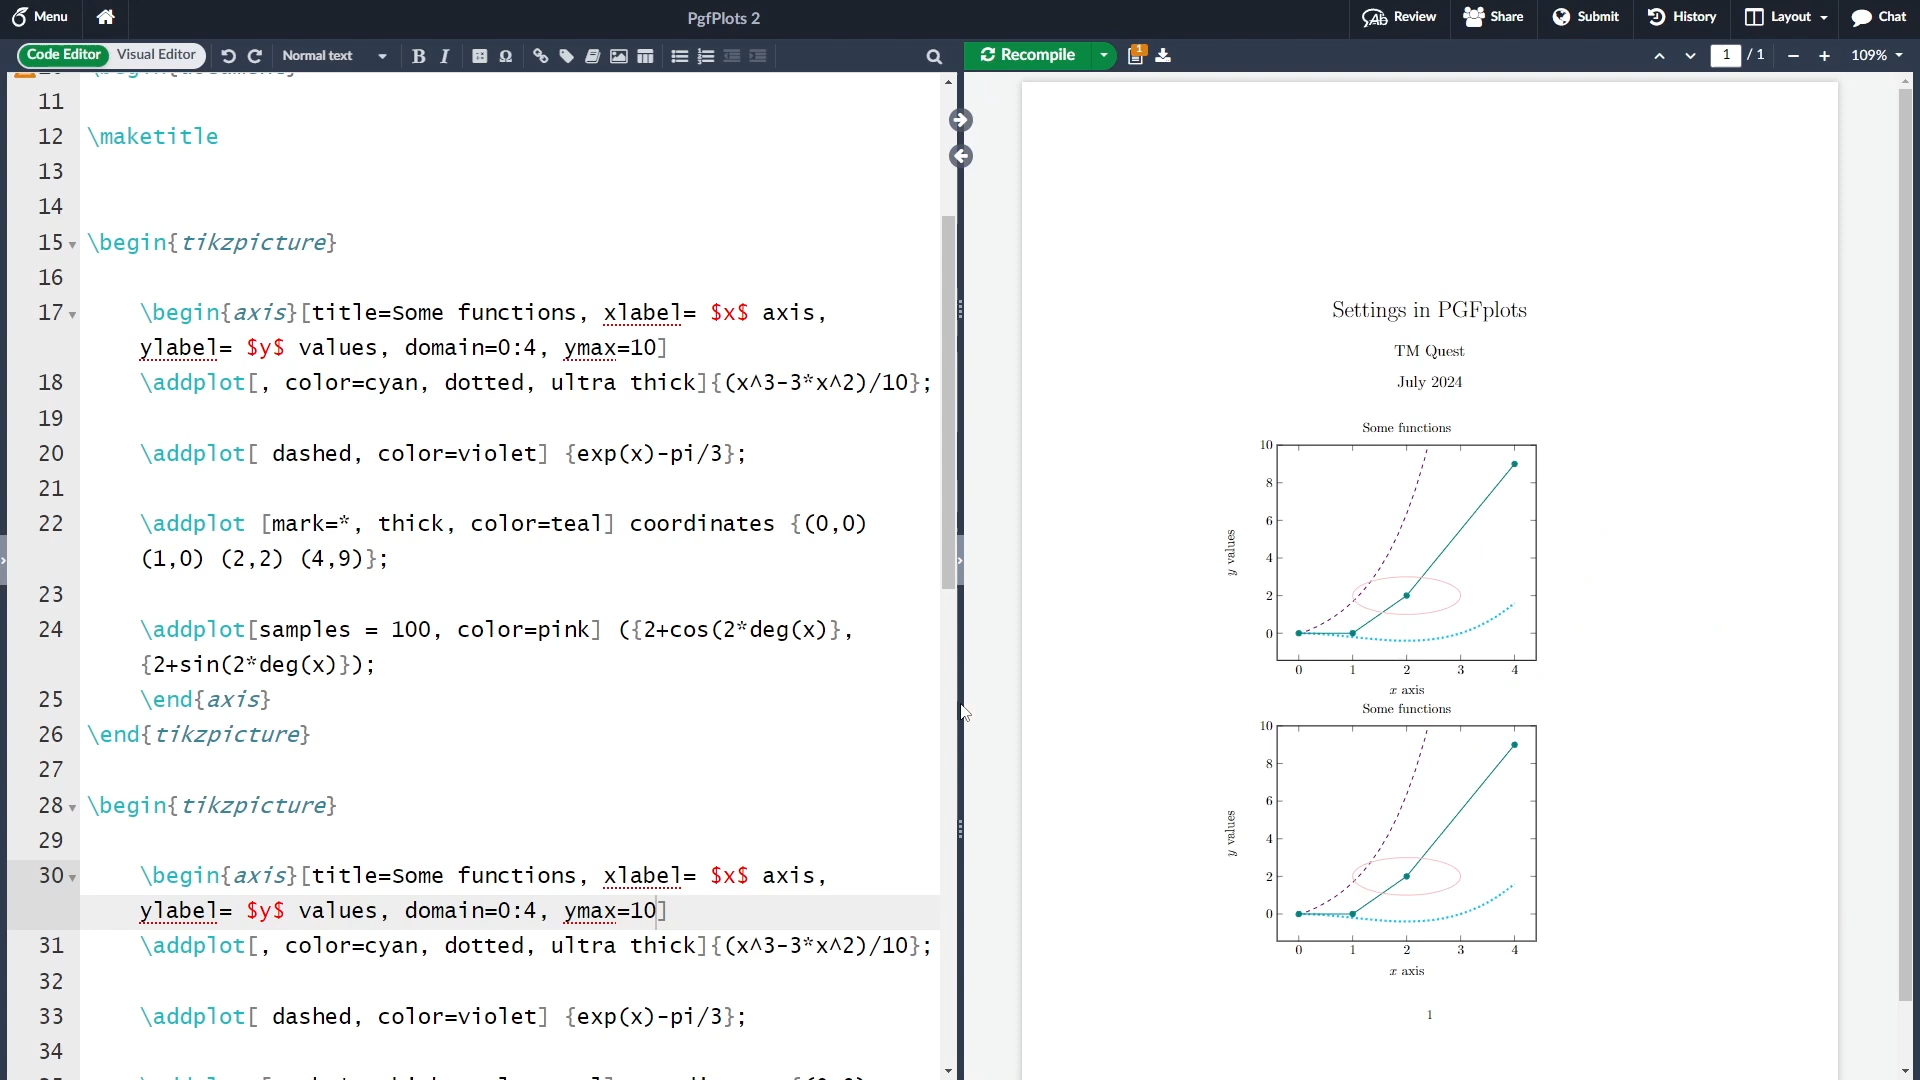 Menu
PgfPlots 2
Review
Share
Submit
History
Layout
Chat
Code Editor
Visual Editor
Normal text
B
I
Ω
Recompile
1
1 / 1
109%
11
12 \maketitle
13
14
15 \begin{tikzpicture}
16
17 \begin{axis}[title=Some functions, xlabel= $x$ axis,
ylabel= $y$ values, domain=0:4, ymax=10]
18 \addplot[, color=cyan, dotted, ultra thick]{(x^3-3*x^2)/10};
19
20 \addplot[ dashed, color=violet] {exp(x)-pi/3};
21
22 \addplot [mark=*, thick, color=teal] coordinates {(0,0)
(1,0) (2,2) (4,9)};
23
24 \addplot[samples = 100, color=pink] ({2+cos(2*deg(x)},
{2+sin(2*deg(x)});
25 \end{axis}
26 \end{tikzpicture}
27
28 \begin{tikzpicture}
29
30 \begin{axis}[title=Some functions, xlabel= $x$ axis,
ylabel= $y$ values, domain=0:4, ymax=10]
31 \addplot[, color=cyan, dotted, ultra thick]{(x^3-3*x^2)/10};
32
33 \addplot[ dashed, color=violet] {exp(x)-pi/3};
34
Settings in PGFplots
TM Quest
July 2024
Some functions
10
8
6
4
2
0
y values
0 1 2 3 4
x axis
Some functions
10
8
6
4
2
0
y values
0 1 2 3 4
x axis
1